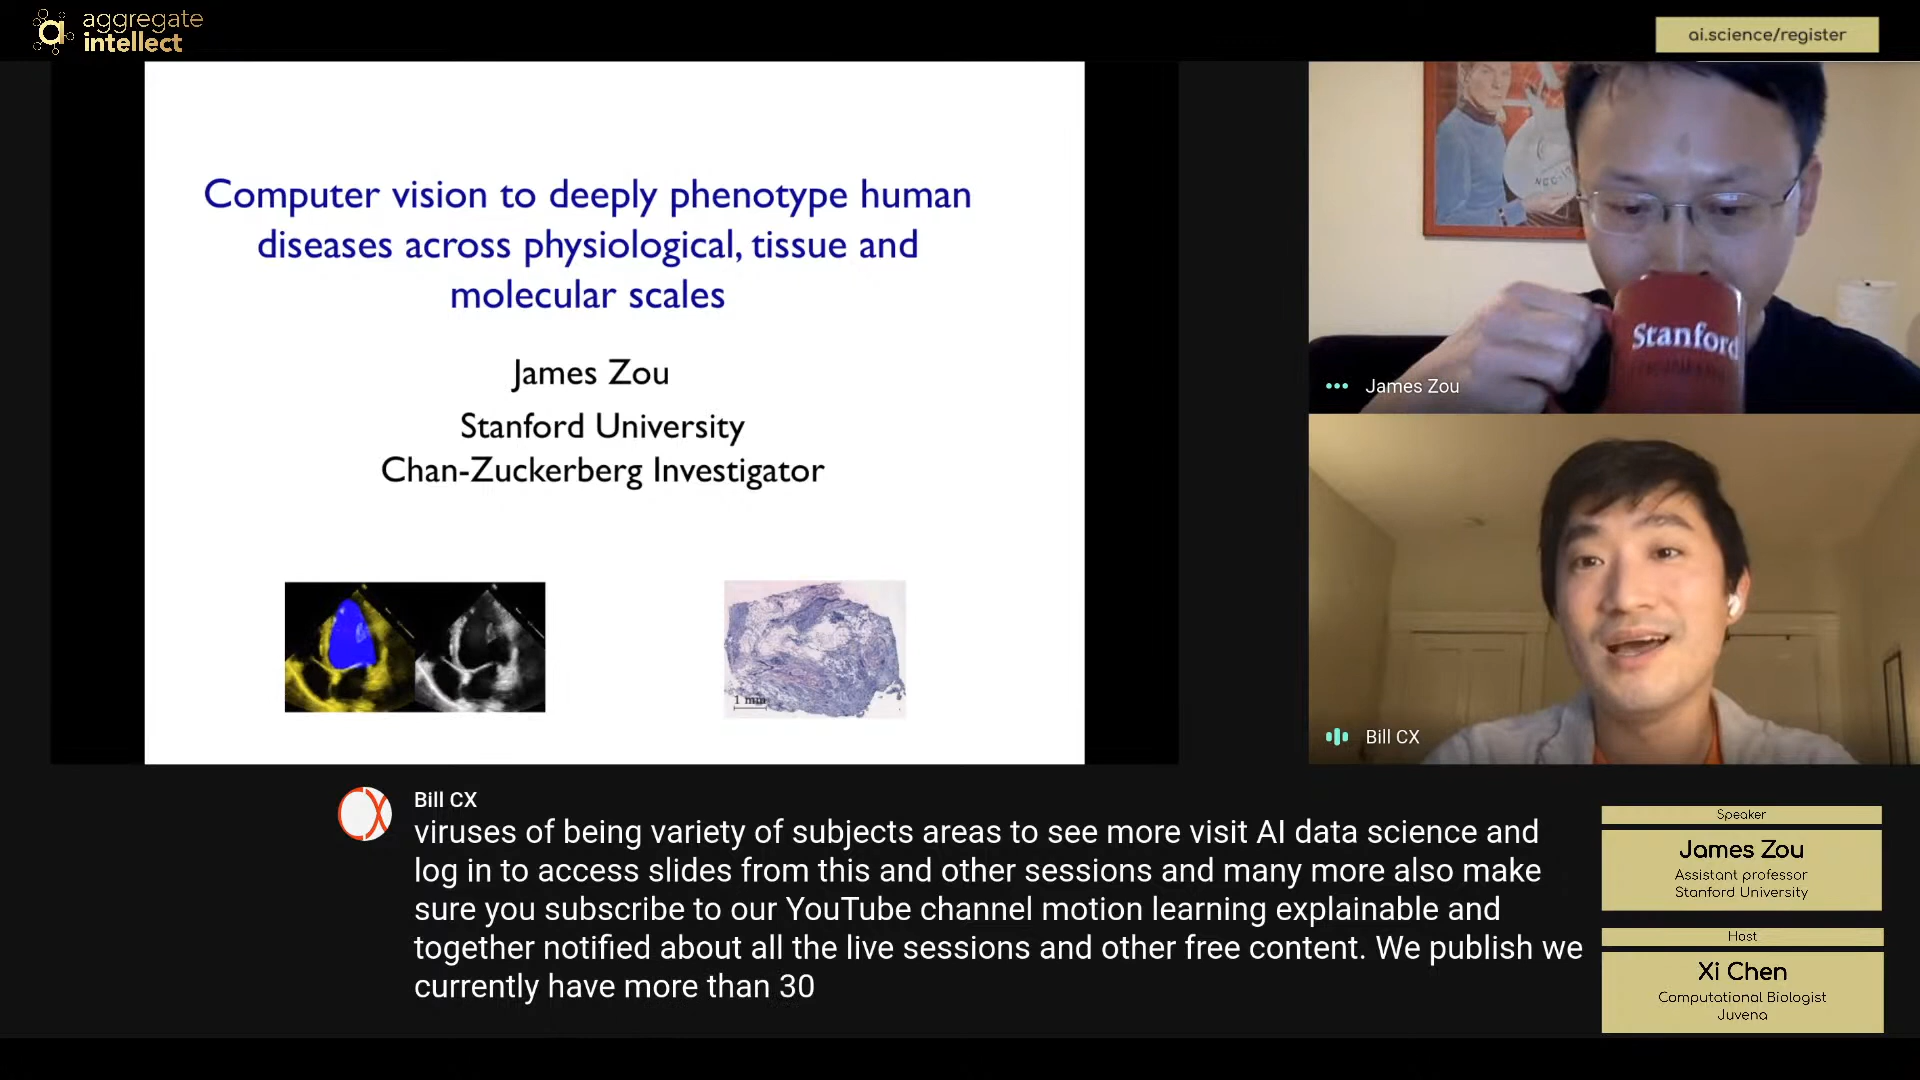 aggregate
intellect
ai.science/register
Computer vision to deeply phenotype human
diseases across physiological, tissue and
molecular scales
James Zou
Stanford University
Chan-Zuckerberg Investigator
1 mm
NCC-17
Stanford
James Zou
Bill CX
Bill CX
viruses of being variety of subjects areas to see more visit AI data science and
log in to access slides from this and other sessions and many more also make
sure you subscribe to our YouTube channel motion learning explainable and
together notified about all the live sessions and other free content. We publish we
currently have more than 30
Speaker
James Zou
Assistant professor
Stanford University
Host
Xi Chen
Computational Biologist
Juvena